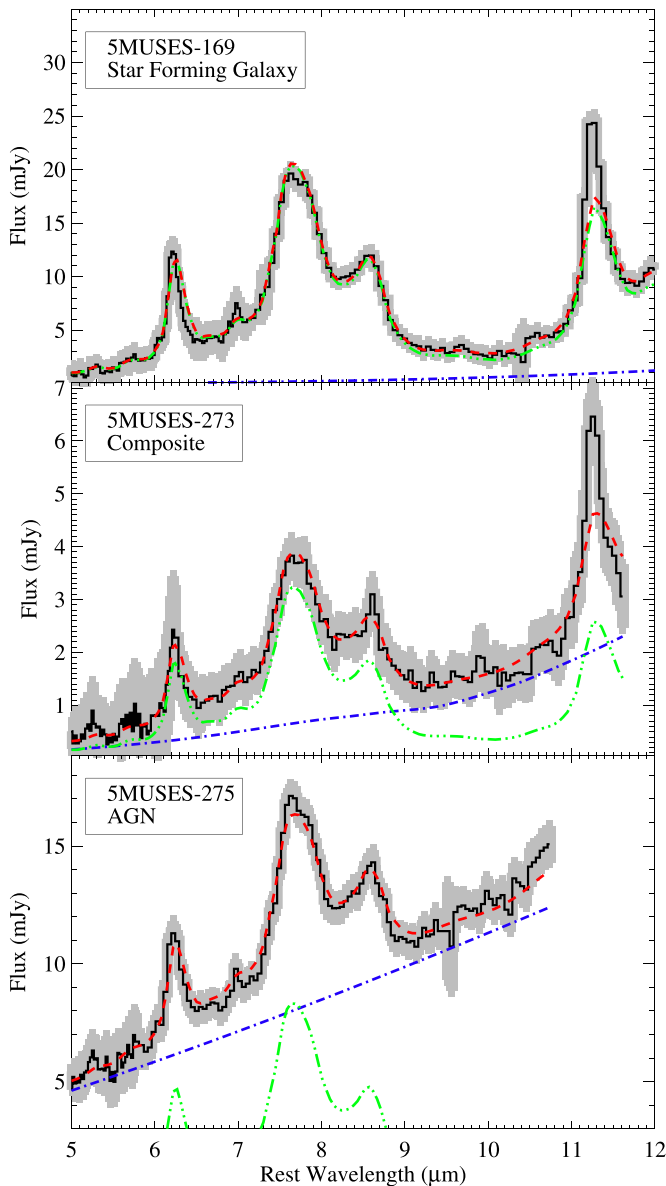 5MUSES-169
Star Forming Galaxy
Flux (mJy)
30
25
20
15
10
5
5MUSES-273
Composite
Flux (mJy)
7
6
5
4
3
2
1
5MUSES-275
AGN
Flux (mJy)
15
10
5
5 6 7 8 9 10 11 12
Rest Wavelength (μm)